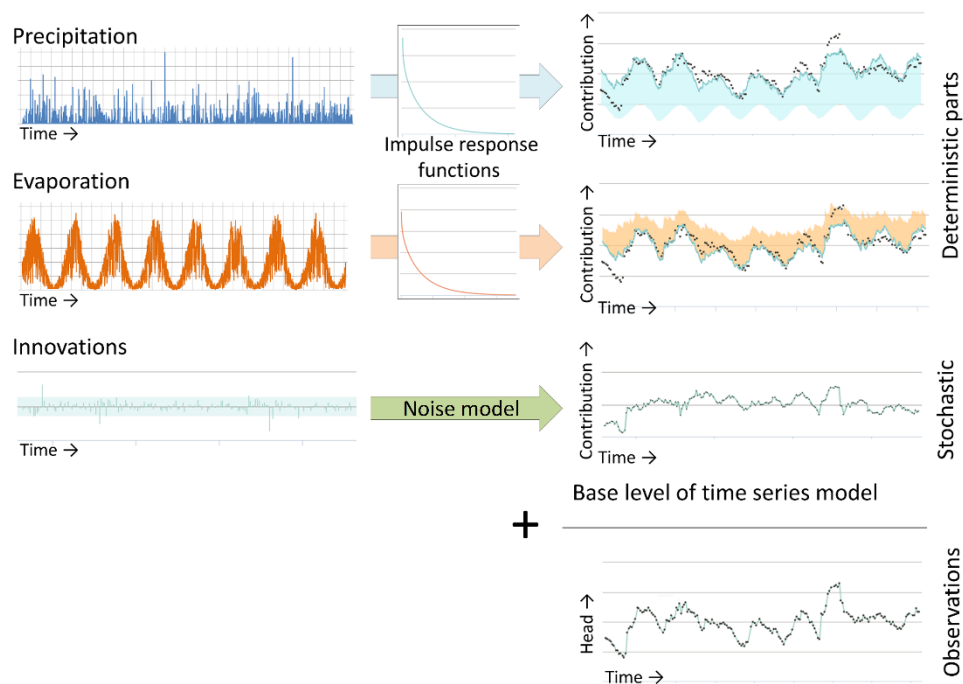 Precipitation
Time →
Impulse response
functions
Contribution →
Time →
Evaporation
Time →
Contribution →
Time →
Deterministic parts
Innovations
Time →
Noise model
Contribution →
Time →
Stochastic
Base level of time series model
+
Head →
Time →
Observations